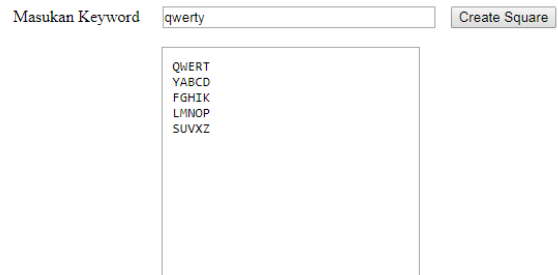 Masukan Keyword qwerty Create Square
QWERT
YABCD
FGHIK
LMNOP
SUVXZ